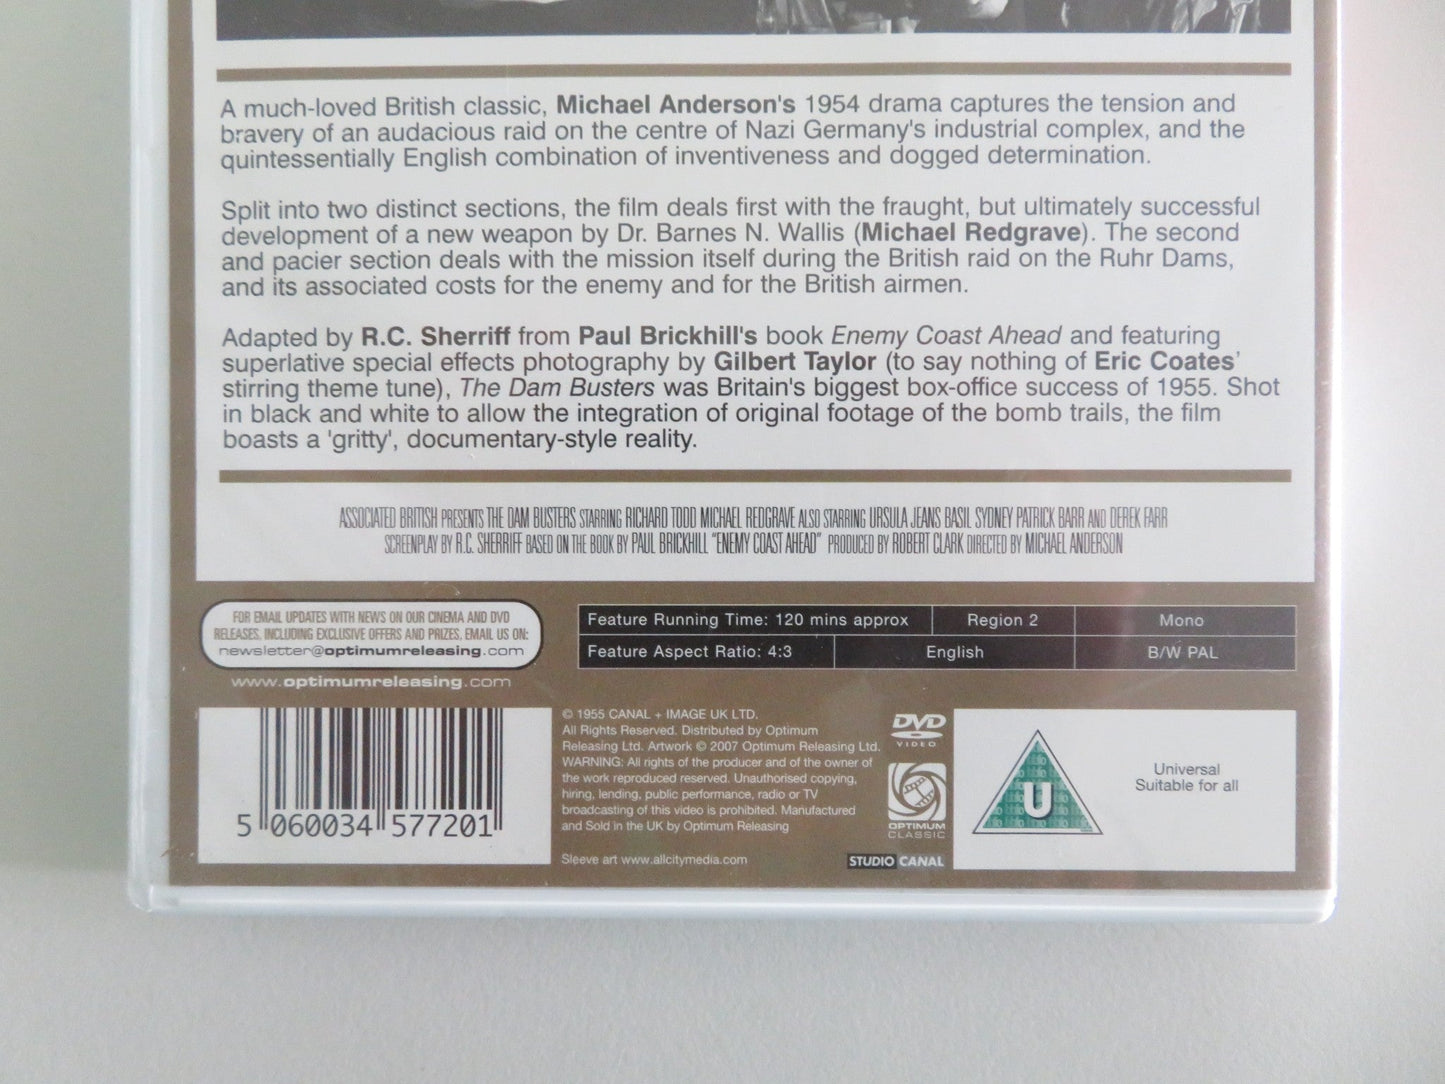 A much-loved British classic, Michael Anderson's 1954 drama captures the tension and
bravery of an audacious raid on the centre of Nazi Germany's industrial complex, and the
quintessentially English combination of inventiveness and dogged determination.
Split into two distinct sections, the film deals first with the fraught, but ultimately successful
development of a new weapon by Dr. Barnes N. Wallis (Michael Redgrave). The second
and pacier section deals with the mission itself during the British raid on the Ruhr Dams,
and its associated costs for the enemy and for the British airmen.
Adapted by R.C. Sherriff from Paul Brickhill's book Enemy Coast Ahead and featuring
superlative special effects photography by Gilbert Taylor (to say nothing of Eric Coates'
stirring theme tune), The Dam Busters was Britain's biggest box-office success of 1955. Shot
in black and white to allow the integration of original footage of the bomb trails, the film
boasts a 'gritty', documentary-style reality.
ASSOCIATED BRITISH PRESENTS THE DAM BUSTERS STARRING RICHARD TODD MICHAEL REDGRAVE ALSO STARRING URSULA JEANS BASIL SYDNEY PATRICK BARR AND DEREK FARR
SCREENPLAY BY R.C. SHERRIFF BASED ON THE BOOK BY PAUL BRICKHILL "ENEMY COAST AHEAD" PRODUCED BY ROBERT CLARK DIRECTED BY MICHAEL ANDERSON
FOR EMAIL UPDATES WITH NEWS ON OUR CINEMA AND DVD
RELEASES, INCLUDING EXCLUSIVE OFFERS AND PRIZES, EMAIL US ON:
newsletter@optimumreleasing.com
www.optimumreleasing.com
Feature Running Time: 120 mins approx
Region 2
Mono
Feature Aspect Ratio: 4:3
English
B/W PAL
5 060034 577201
© 1955 CANAL + IMAGE UK LTD.
All Rights Reserved. Distributed by Optimum
Releasing Ltd. Artwork © 2007 Optimum Releasing Ltd.
WARNING: All rights of the producer and of the owner of
the work reproduced reserved. Unauthorised copying,
hiring, lending, public performance, radio or TV
broadcasting of this video is prohibited. Manufactured
and Sold in the UK by Optimum Releasing
Sleeve art www.allcitymedia.com
DVD
VIDEO
OPTIMUM
CLASSIC
STUDIO CANAL
U
Universal
Suitable for all